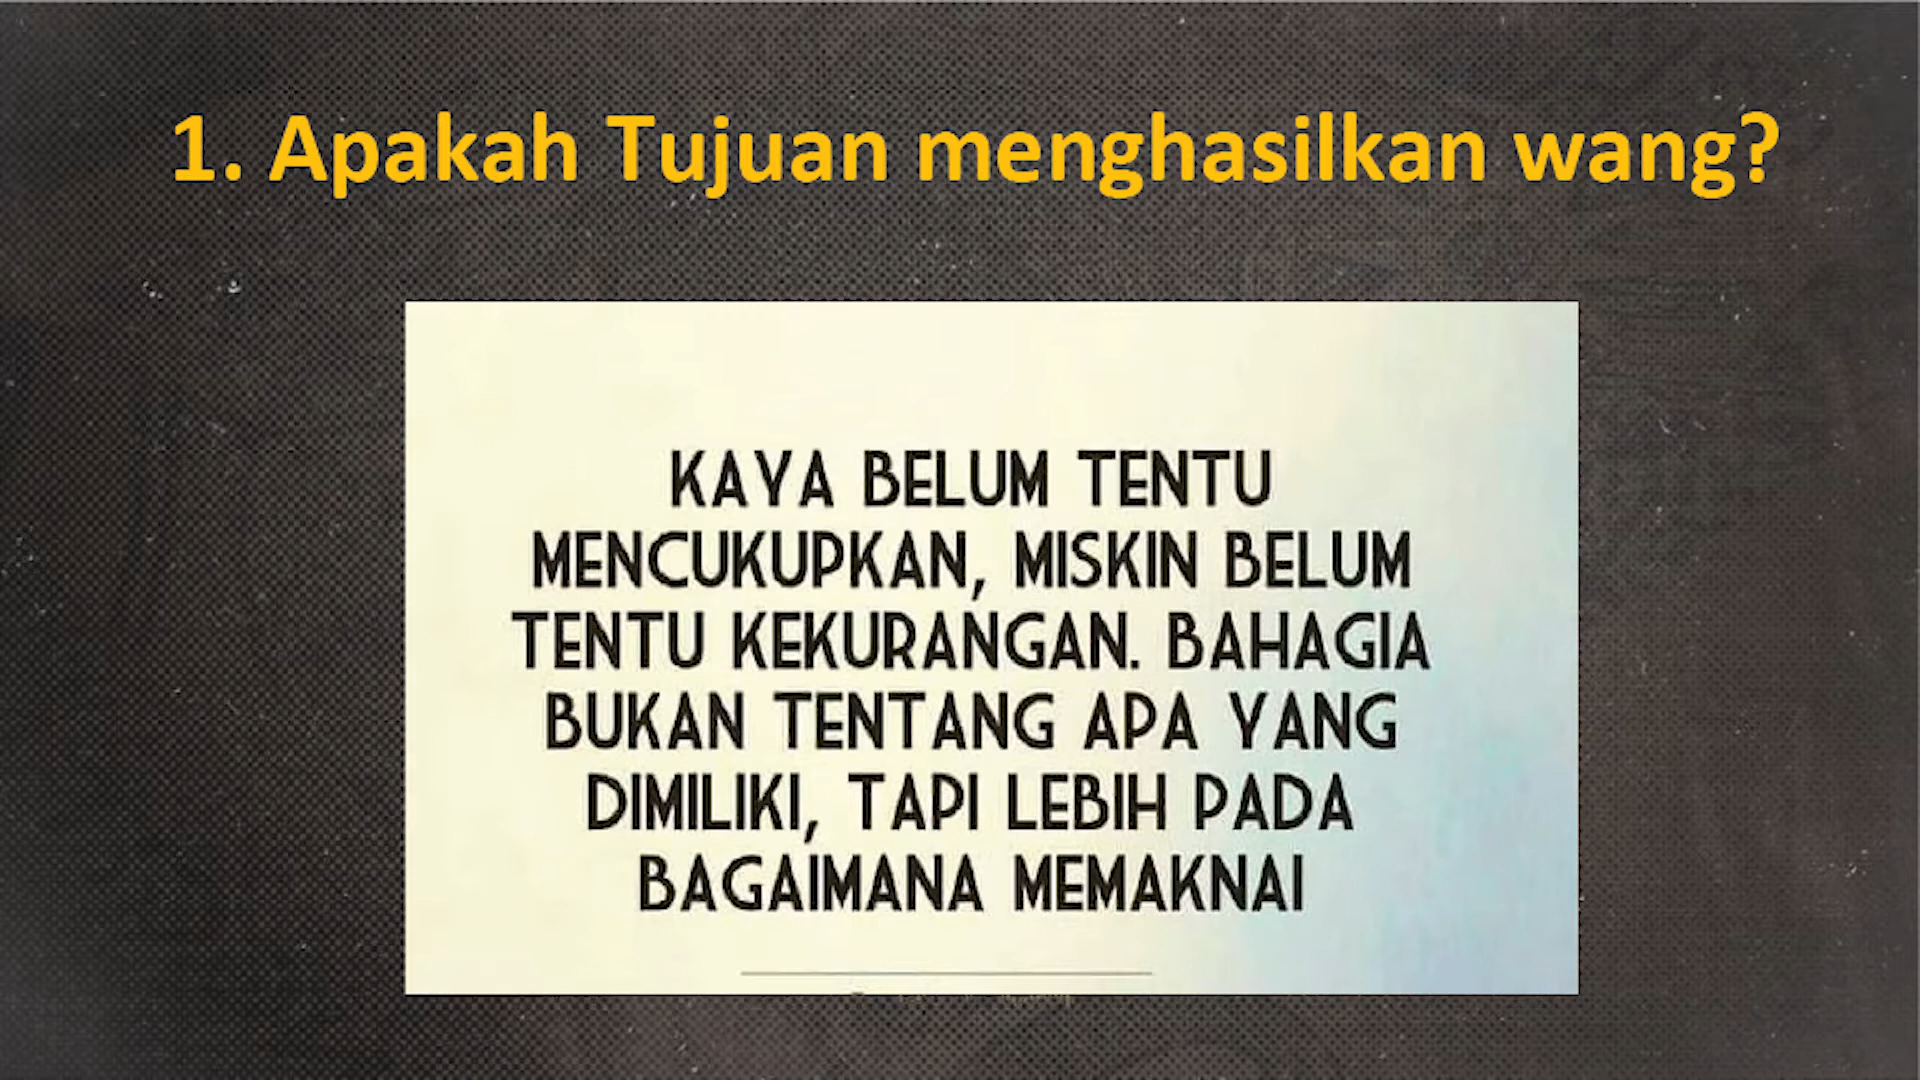 1. Apakah Tujuan menghasilkan wang?
KAYA BELUM TENTU
MENCUKUPKAN, MISKIN BELUM
TENTU KEKURANGAN. BAHAGIA
BUKAN TENTANG APA YANG
DIMILIKI, TAPI LEBIH PADA
BAGAIMANA MEMAKNAI